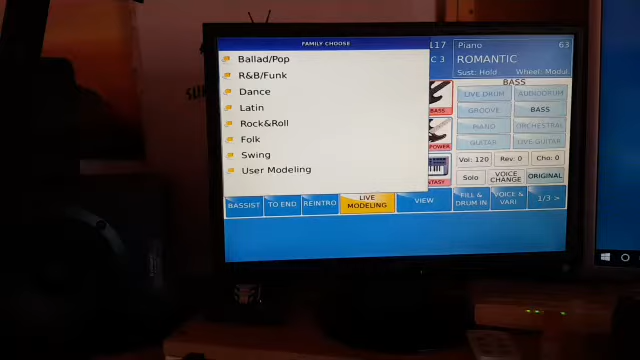 FAMILY CHOOSE
Ballad/Pop
R&B/Funk
Dance
Latin
Rock&Roll
Folk
Swing
User Modeling
117
C 3
Piano 63
ROMANTIC
Sust: Hold Wheel: Modul
BASS
LIVE DRUM AUDIODRUM
GROOVE BASS
PIANO ORCHESTRAL
GUITAR LIVE GUITAR
Vol: 120 Rev: 0 Cho: 0
Solo VOICE CHANGE ORIGINAL
BASS
POWER
BASSIST TO END REINTRO LIVE MODELING VIEW FILL & DRUM IN VOICE & VARI 1/3 >